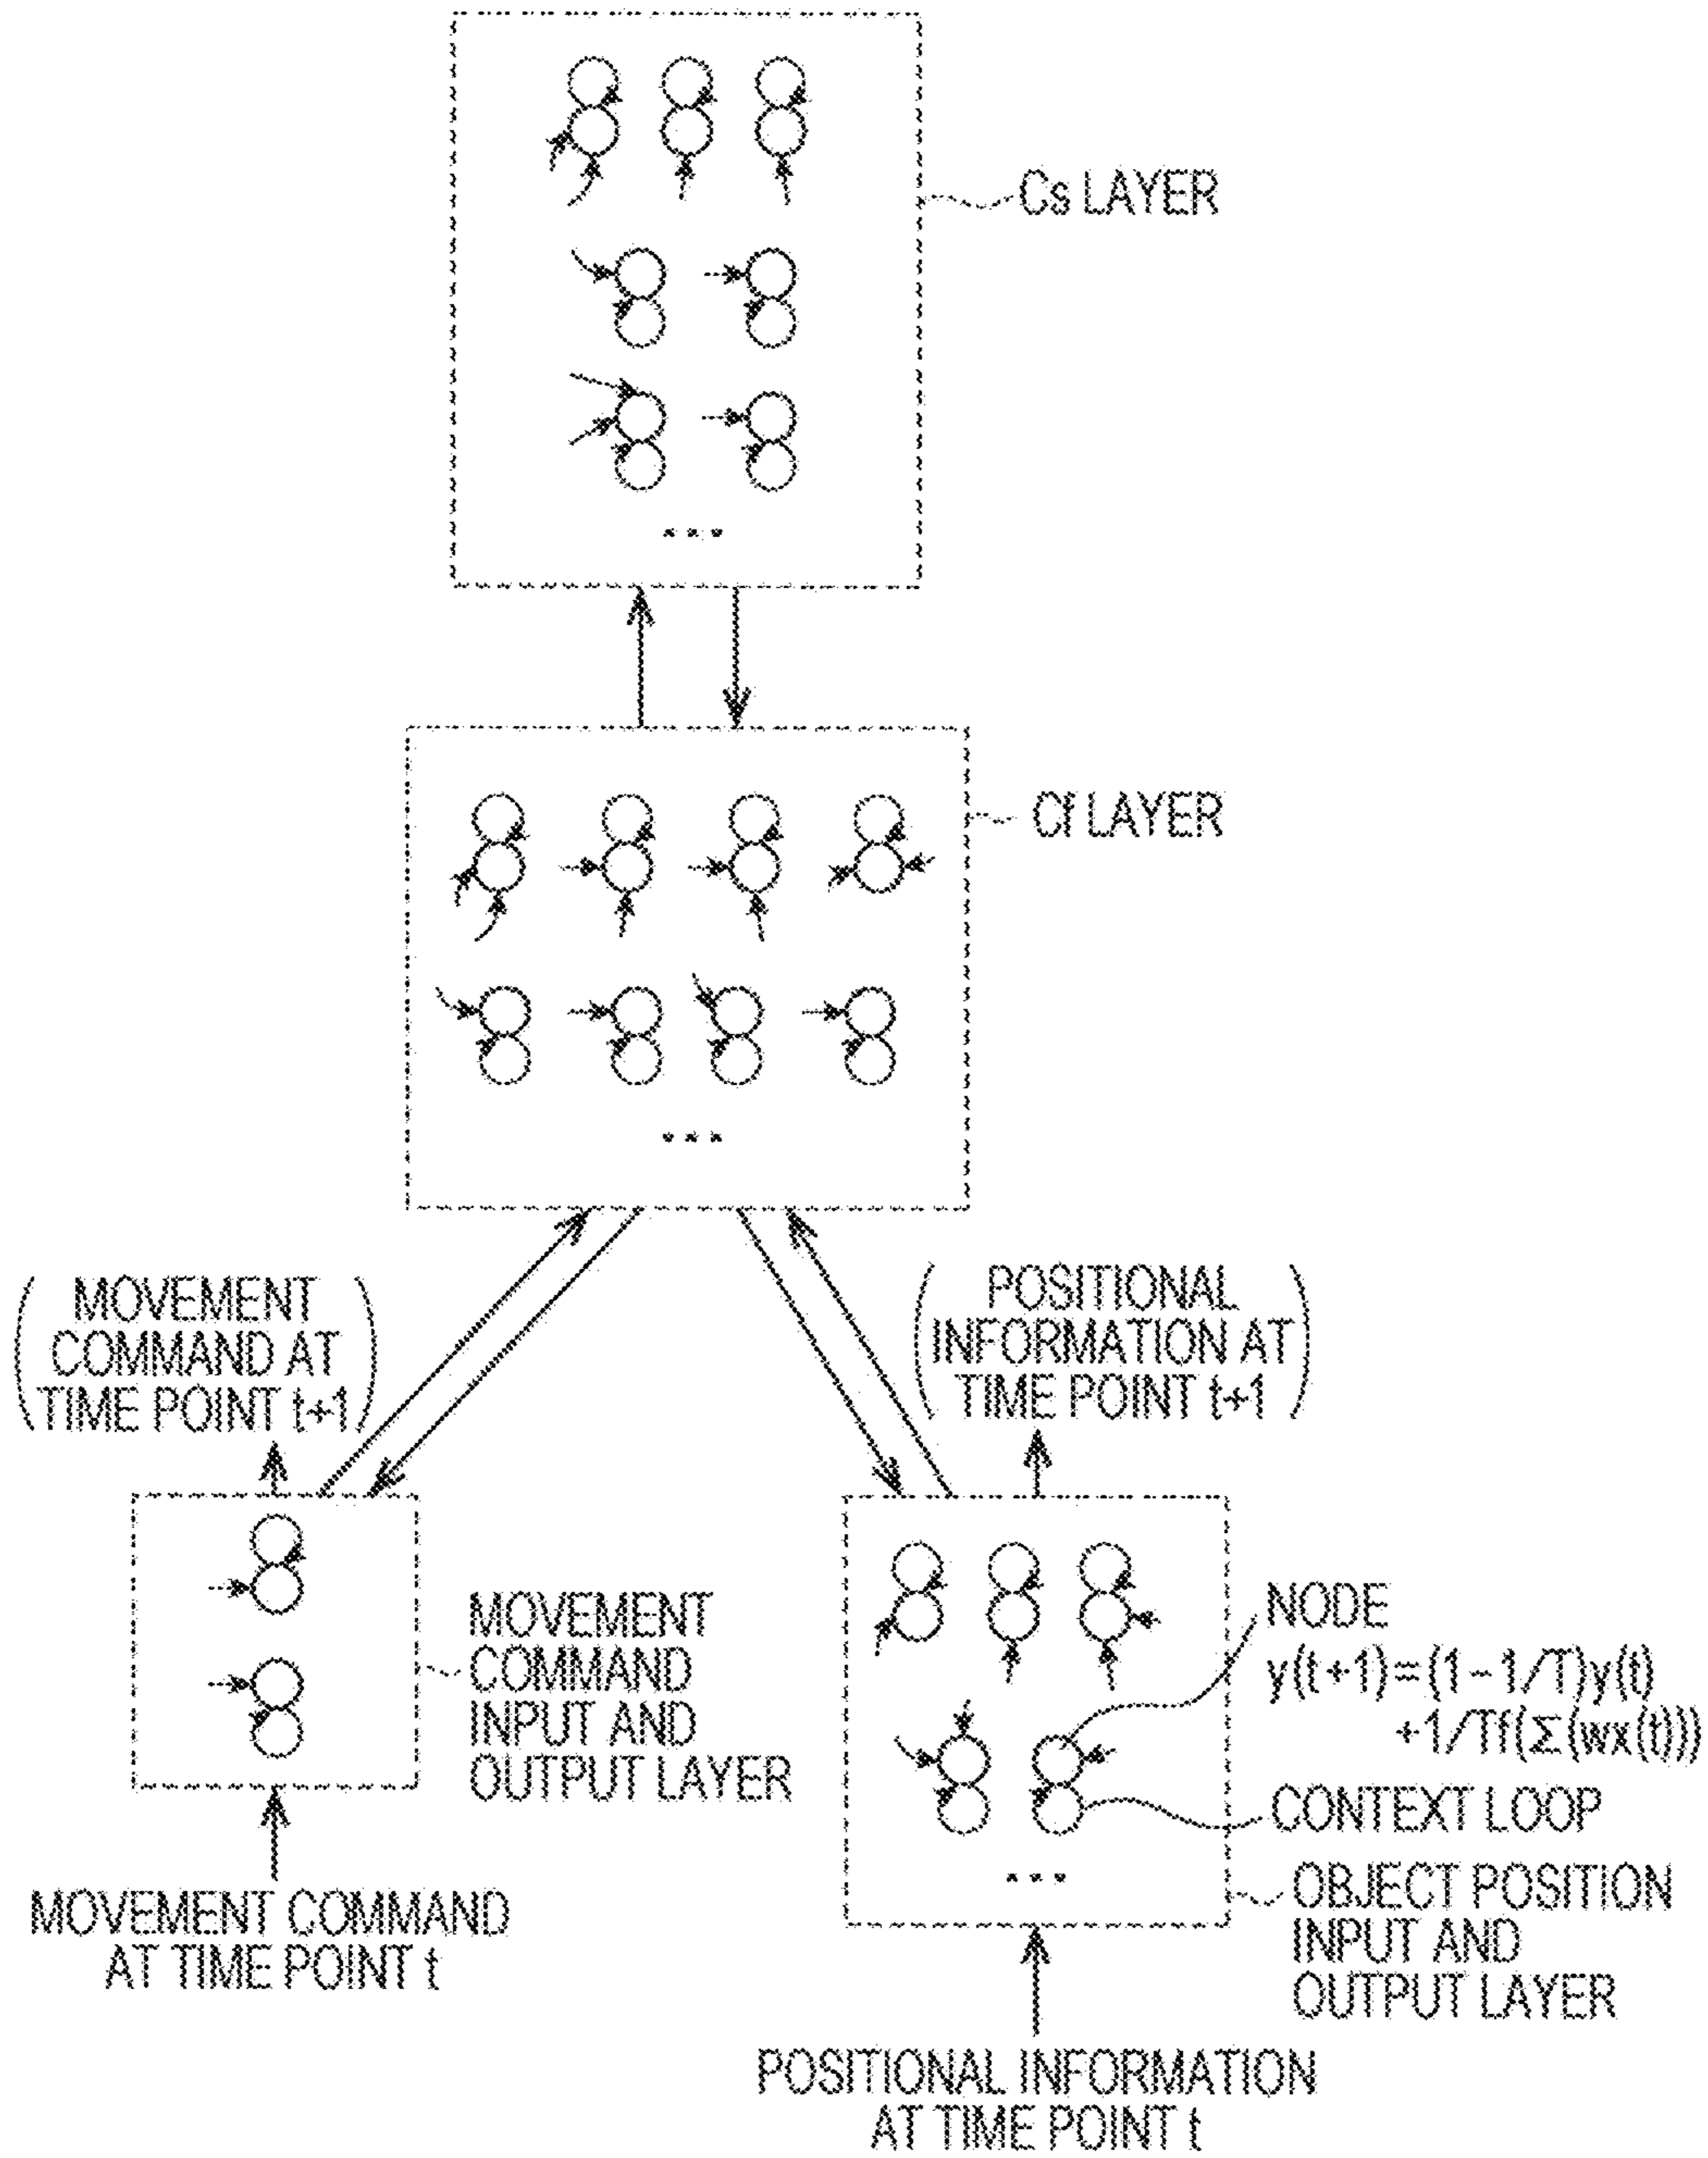 Cs LAYER
Cf LAYER
MOVEMENT
COMMAND AT
TIME POINT t+1
POSITIONAL
INFORMATION AT
TIME POINT t+1
MOVEMENT
COMMAND
INPUT AND
OUTPUT LAYER
NODE
y(t+1)=(1-1/T)y(t)
+1/Tf(Σ(wx(t)))
CONTEXT LOOP
OBJECT POSITION
INPUT AND
OUTPUT LAYER
MOVEMENT COMMAND
AT TIME POINT t
POSITIONAL INFORMATION
AT TIME POINT t